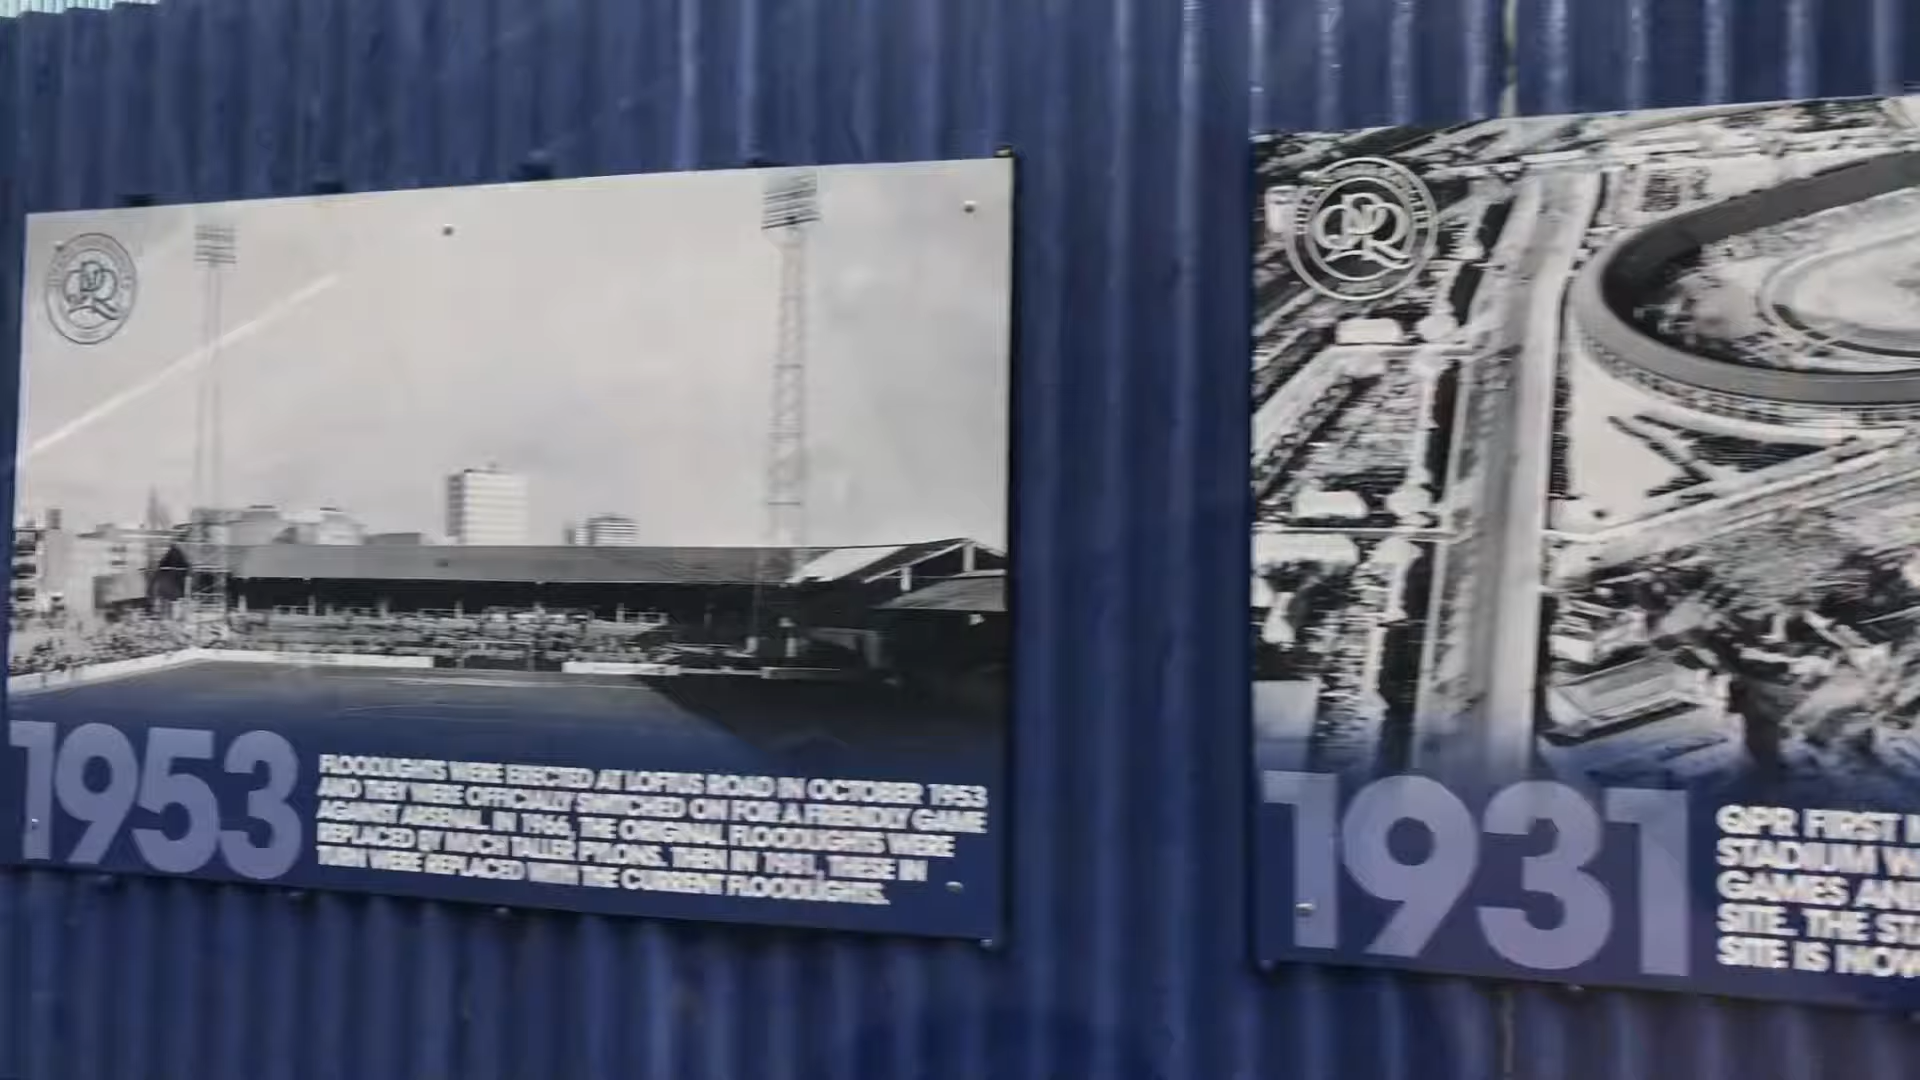 1953
FLOODLIGHTS WERE ERECTED AT LOFTUS ROAD IN OCTOBER 1953
AND THEY WERE OFFICIALLY SWITCHED ON FOR A FRIENDLY GAME
AGAINST ARSENAL. IN 1966, THE ORIGINAL FLOODLIGHTS WERE
REPLACED BY MUCH TALLER PYLONS. THEN IN 1981, THESE IN
TURN WERE REPLACED WITH THE CURRENT FLOODLIGHTS.
1931
QPR FIRST
STADIUM
GAMES
SITE. THE
SITE IS NOW